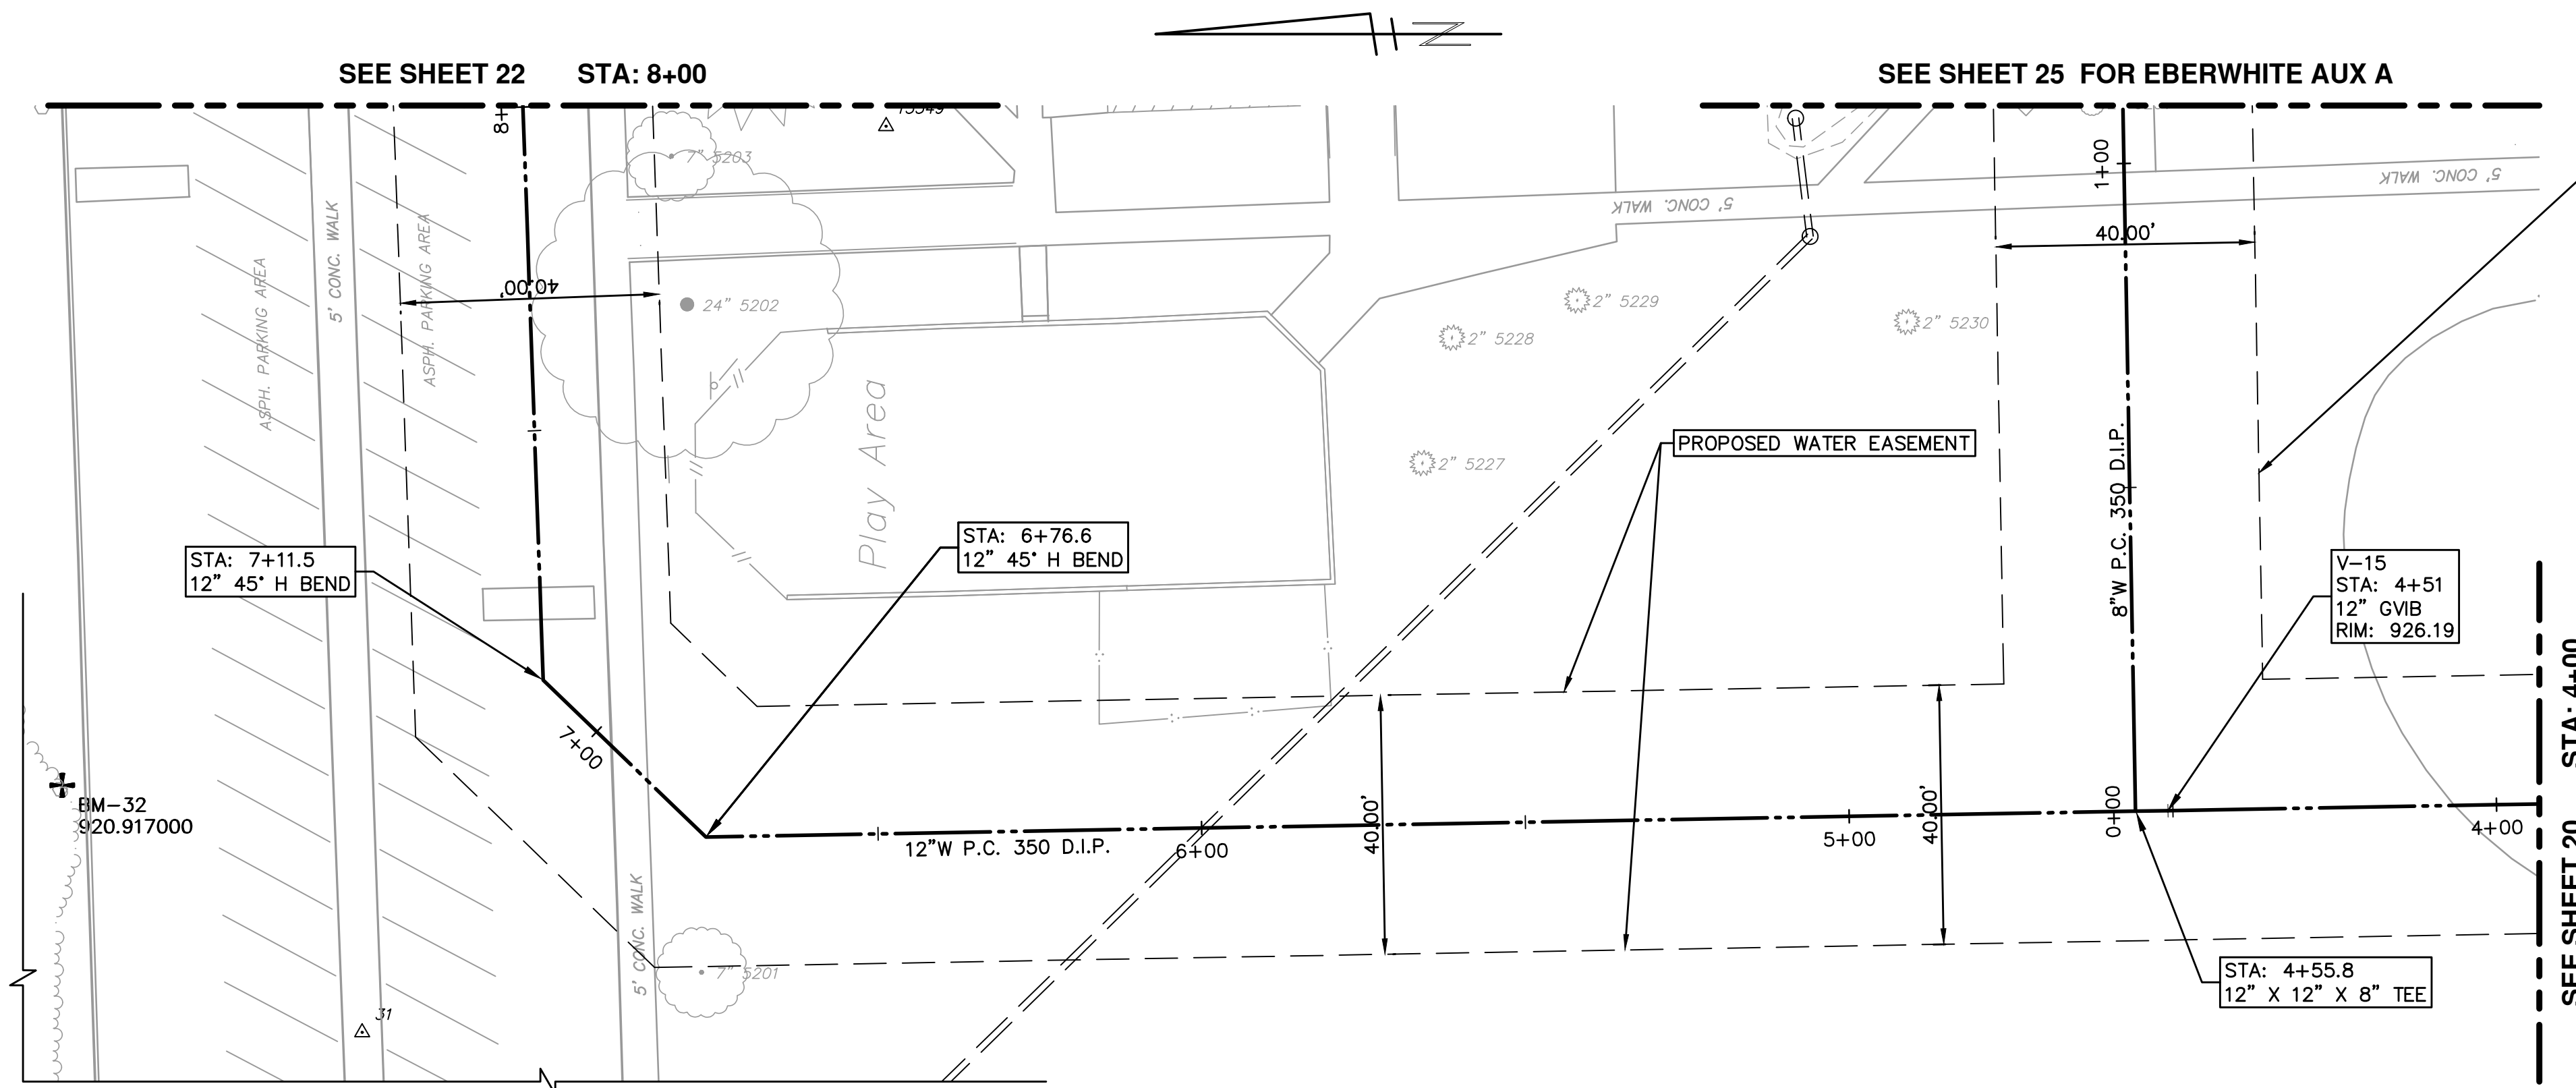 N
SEE SHEET 22 STA: 8+00
SEE SHEET 25 FOR EBERWHITE AUX A
8+
7" 5203
1+00
5' CONC. WALK
5' CONC. WALK
5' CONC. WALK
ASPH. PARKING AREA
ASPH. PARKING AREA
40.00'
40.00'
24" 5202
2" 5229
2" 5228
2" 5230
2" 5227
Play Area
PROPOSED WATER EASEMENT
8"W P.C. 350 D.I.P.
STA: 7+11.5
12" 45° H BEND
STA: 6+76.6
12" 45° H BEND
V-15
STA: 4+51
12" GVIB
RIM: 926.19
7+00
BM-32
920.917000
12"W P.C. 350 D.I.P.
6+00
40.00'
5+00
40.00'
0+00
4+00
5' CONC. WALK
7" 5201
31
STA: 4+55.8
12" X 12" X 8" TEE
SEE SHEET 20 STA: 4+00